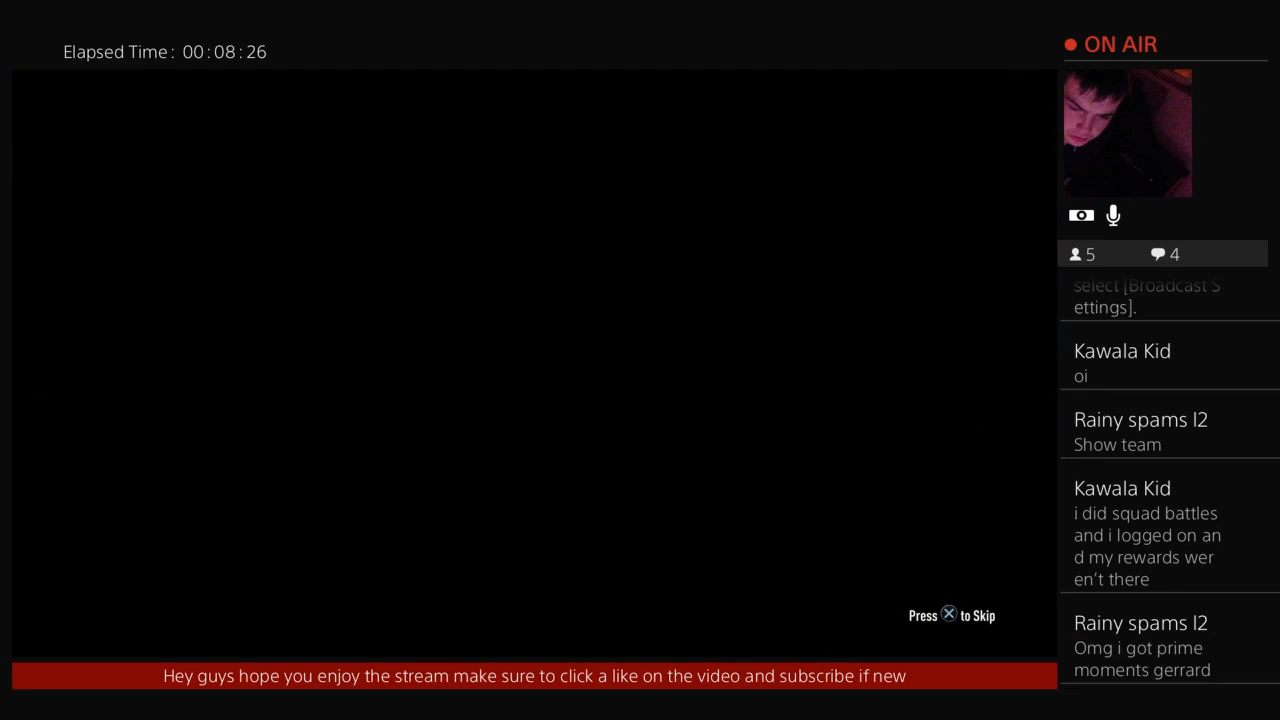 Elapsed Time: 00:08:26
ON AIR
5 4
select [Broadcast S
ettings].
Kawala Kid
oi
Rainy spams l2
Show team
Kawala Kid
i did squad battles
and i logged on an
d my rewards wer
en't there
Rainy spams l2
Omg i got prime
moments gerrard
Press to Skip
Hey guys hope you enjoy the stream make sure to click a like on the video and subscribe if new